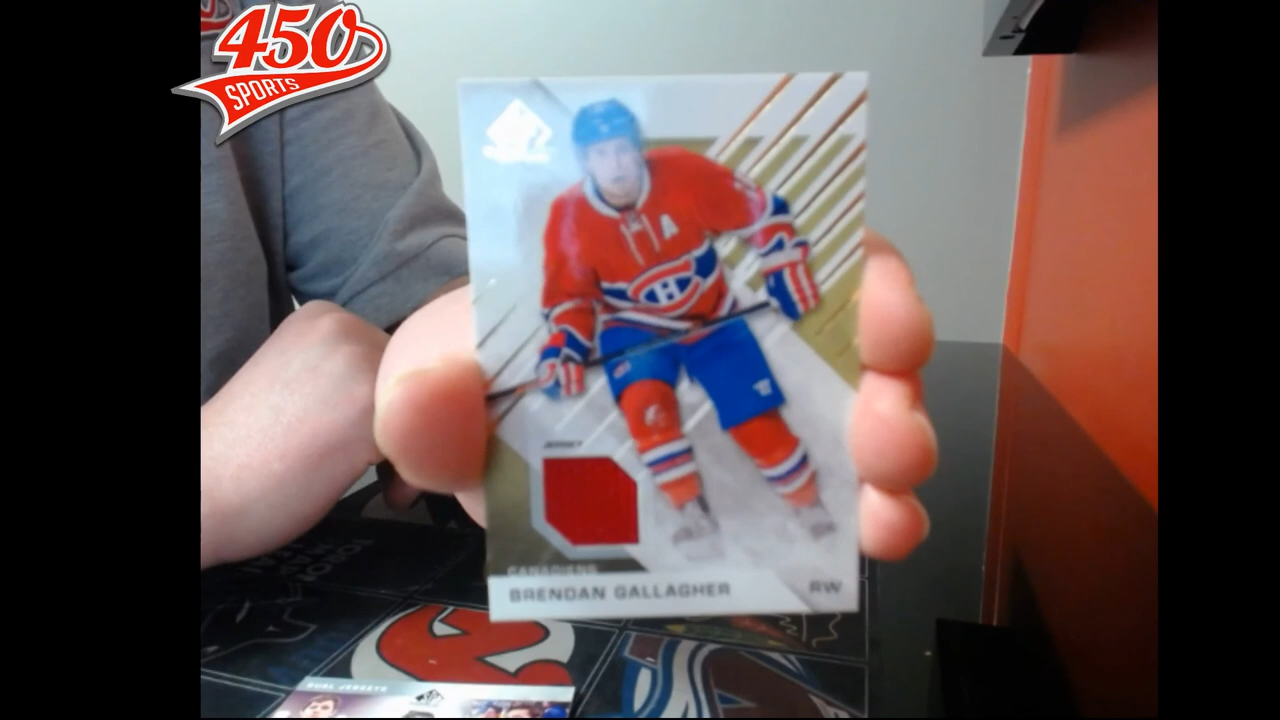 450
SPORTS
A
JERSEY
CANADIENS
BRENDAN GALLAGHER RW
DUAL JERSEYS